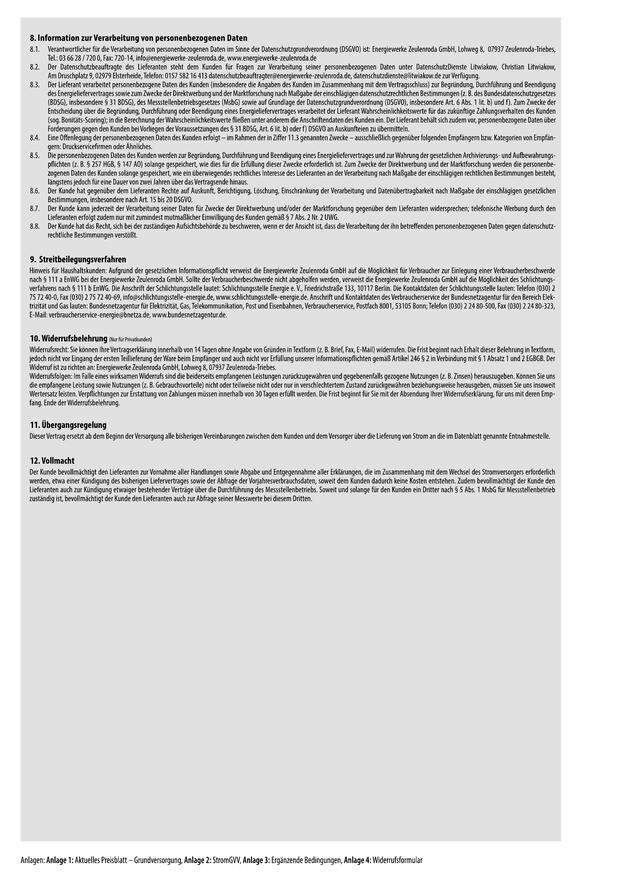 8. Information zur Verarbeitung von personenbezogenen Daten
8.1. Verantwortlicher für die Verarbeitung von personenbezogenen Daten im Sinne der Datenschutzgrundverordnung (DSGVO) ist: Energiewerke Zeulenroda GmbH, Lohweg 8, 07937 Zeulenroda-Triebes,
Tel.: 03 66 28 / 720 0, Fax: 720-14, info@energiewerke-zeulenroda.de, www.energiewerke-zeulenroda.de
8.2. Der Datenschutzbeauftragte des Lieferanten steht dem Kunden für Fragen zur Verarbeitung seiner personenbezogenen Daten unter DatenschutzDienste Litwiakow, Christian Litwiakow,
Am Druschplatz 9, 02979 Elsterheide, Telefon: 0157 582 16 413 datenschutzbeauftragter@energiewerke-zeulenroda.de, datenschutzdienste@litwiakow.de zur Verfügung.
8.3. Der Lieferant verarbeitet personenbezogene Daten des Kunden (insbesondere die Angaben des Kunden im Zusammenhang mit dem Vertragsschluss) zur Begründung, Durchführung und Beendigung
des Energieliefervertrages sowie zum Zwecke der Direktwerbung und der Marktforschung nach Maßgabe der einschlägigen datenschutzrechtlichen Bestimmungen (z. B. des Bundesdatenschutzgesetzes
(BDSG), insbesondere § 31 BDSG), des Messstellenbetriebsgesetzes (MsbG) sowie auf Grundlage der Datenschutzgrundverordnung (DSGVO), insbesondere Art. 6 Abs. 1 lit. b) und f). Zum Zwecke der
Entscheidung über die Begründung, Durchführung oder Beendigung eines Energieliefervertrages verarbeitet der Lieferant Wahrscheinlichkeitswerte für das zukünftige Zahlungsverhalten des Kunden
(sog. Bonitäts-Scoring); in die Berechnung der Wahrscheinlichkeitswerte fließen unter anderem die Anschriftendaten des Kunden ein. Der Lieferant behält sich zudem vor, personenbezogene Daten über
Forderungen gegen den Kunden bei Vorliegen der Voraussetzungen des § 31 BDSG, Art. 6 lit. b) oder f) DSGVO an Auskunfteien zu übermitteln.
8.4. Eine Offenlegung der personenbezogenen Daten des Kunden erfolgt – im Rahmen der in Ziffer 11.3 genannten Zwecke – ausschließlich gegenüber folgenden Empfängern bzw. Kategorien von Empfän-
gern: Druckservicefirmen oder Ähnliches.
8.5. Die personenbezogenen Daten des Kunden werden zur Begründung, Durchführung und Beendigung eines Energieliefervertrages und zur Wahrung der gesetzlichen Archivierungs- und Aufbewahrungs-
pflichten (z. B. § 257 HGB, § 147 AO) solange gespeichert, wie dies für die Erfüllung dieser Zwecke erforderlich ist. Zum Zwecke der Direktwerbung und der Marktforschung werden die personenbe-
zogenen Daten des Kunden solange gespeichert, wie ein überwiegendes rechtliches Interesse des Lieferanten an der Verarbeitung nach Maßgabe der einschlägigen rechtlichen Bestimmungen besteht,
längstens jedoch für eine Dauer von zwei Jahren über das Vertragsende hinaus.
8.6. Der Kunde hat gegenüber dem Lieferanten Rechte auf Auskunft, Berichtigung, Löschung, Einschränkung der Verarbeitung und Datenübertragbarkeit nach Maßgabe der einschlägigen gesetzlichen
Bestimmungen, insbesondere nach Art. 15 bis 20 DSGVO.
8.7. Der Kunde kann jederzeit der Verarbeitung seiner Daten für Zwecke der Direktwerbung und/oder der Marktforschung gegenüber dem Lieferanten widersprechen; telefonische Werbung durch den
Lieferanten erfolgt zudem nur mit zumindest mutmaßlicher Einwilligung des Kunden gemäß § 7 Abs. 2 Nr. 2 UWG.
8.8. Der Kunde hat das Recht, sich bei der zuständigen Aufsichtsbehörde zu beschweren, wenn er der Ansicht ist, dass die Verarbeitung der ihn betreffenden personenbezogenen Daten gegen datenschutz-
rechtliche Bestimmungen verstößt.
9. Streitbeilegungsverfahren
Hinweis für Haushaltskunden: Aufgrund der gesetzlichen Informationspflicht verweist die Energiewerke Zeulenroda GmbH auf die Möglichkeit für Verbraucher zur Einlegung einer Verbraucherbeschwerde
nach § 111 a EnWG bei der Energiewerke Zeulenroda GmbH. Sollte der Verbraucherbeschwerde nicht abgeholfen werden, verweist die Energiewerke Zeulenroda GmbH auf die Möglichkeit des Schlichtungs-
verfahrens nach § 111 b EnWG. Die Anschrift der Schlichtungsstelle lautet: Schlichtungsstelle Energie e. V., Friedrichstraße 133, 10117 Berlin. Die Kontaktdaten der Schlichtungsstelle lauten: Telefon (030) 2
75 72 40-0, Fax (030) 2 75 72 40-69, info@schlichtungsstelle-energie.de, www.schlichtungsstelle-energie.de. Anschrift und Kontaktdaten des Verbraucherservice der Bundesnetzagentur für den Bereich Elek-
trizität und Gas lauten: Bundesnetzagentur für Elektrizität, Gas, Telekommunikation, Post und Eisenbahnen, Verbraucherservice, Postfach 8001, 53105 Bonn; Telefon (030) 2 24 80-500, Fax (030) 2 24 80-323,
E-Mail: verbraucherservice-energie@bnetza.de, www.bundesnetzagentur.de.
10. Widerrufsbelehrung (Nur für Privatkunden)
Widerrufsrecht: Sie können Ihre Vertragserklärung innerhalb von 14 Tagen ohne Angabe von Gründen in Textform (z. B. Brief, Fax, E-Mail) widerrufen. Die Frist beginnt nach Erhalt dieser Belehrung in Textform,
jedoch nicht vor Eingang der ersten Teillieferung der Ware beim Empfänger und auch nicht vor Erfüllung unserer Informationspflichten gemäß Artikel 246 § 2 in Verbindung mit § 1 Absatz 1 und 2 EGBGB. Der
Widerruf ist zu richten an: Energiewerke Zeulenroda GmbH, Lohweg 8, 07937 Zeulenroda-Triebes.
Widerrufsfolgen: Im Falle eines wirksamen Widerrufs sind die beiderseits empfangenen Leistungen zurückzugewähren und gegebenenfalls gezogene Nutzungen (z. B. Zinsen) herauszugeben. Können Sie uns
die empfangene Leistung sowie Nutzungen (z. B. Gebrauchsvorteile) nicht oder teilweise nicht oder nur in verschlechtertem Zustand zurückgewähren beziehungsweise herausgeben, müssen Sie uns insoweit
Wertersatz leisten. Verpflichtungen zur Erstattung von Zahlungen müssen innerhalb von 30 Tagen erfüllt werden. Die Frist beginnt für Sie mit der Absendung Ihrer Widerrufserklärung, für uns mit deren Emp-
fang. Ende der Widerrufsbelehrung.
11. Übergangsregelung
Dieser Vertrag ersetzt ab dem Beginn der Versorgung alle bisherigen Vereinbarungen zwischen dem Kunden und dem Versorger über die Lieferung von Strom an die im Datenblatt genannte Entnahmestelle.
12. Vollmacht
Der Kunde bevollmächtigt den Lieferanten zur Vornahme aller Handlungen sowie Abgabe und Entgegennahme aller Erklärungen, die im Zusammenhang mit dem Wechsel des Stromversorgers erforderlich
werden, etwa einer Kündigung des bisherigen Liefervertrages sowie der Abfrage der Vorjahresverbrauchsdaten, soweit dem Kunden dadurch keine Kosten entstehen. Zudem bevollmächtigt der Kunde den
Lieferanten auch zur Kündigung etwaiger bestehender Verträge über die Durchführung des Messstellenbetriebs. Soweit und solange für den Kunden ein Dritter nach § 5 Abs. 1 MsbG für Messstellenbetrieb
zuständig ist, bevollmächtigt der Kunde den Lieferanten auch zur Abfrage seiner Messwerte bei diesem Dritten.
Anlagen: Anlage 1: Aktuelles Preisblatt – Grundversorgung, Anlage 2: StromGVV, Anlage 3: Ergänzende Bedingungen, Anlage 4: Widerrufsformular